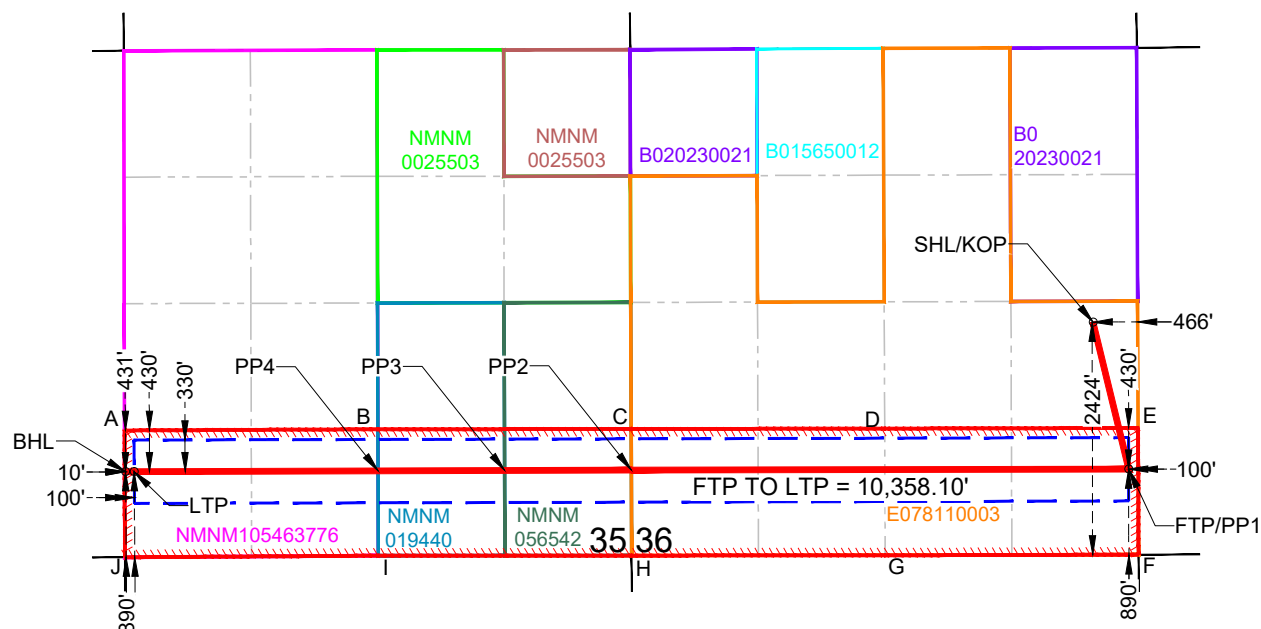 NMNM
0025503
NMNM
0025503
B020230021
B015650012
B0
20230021
SHL/KOP
466'
431'
430'
330'
PP4
PP3
PP2
2424'
430'
A
B
C
D
E
BHL
10'
100'
LTP
FTP TO LTP = 10,358.10'
100'
FTP/PP1
NMNM105463776
NMNM
019440
NMNM
056542
35
36
E078110003
J
I
H
G
F
890'
890'